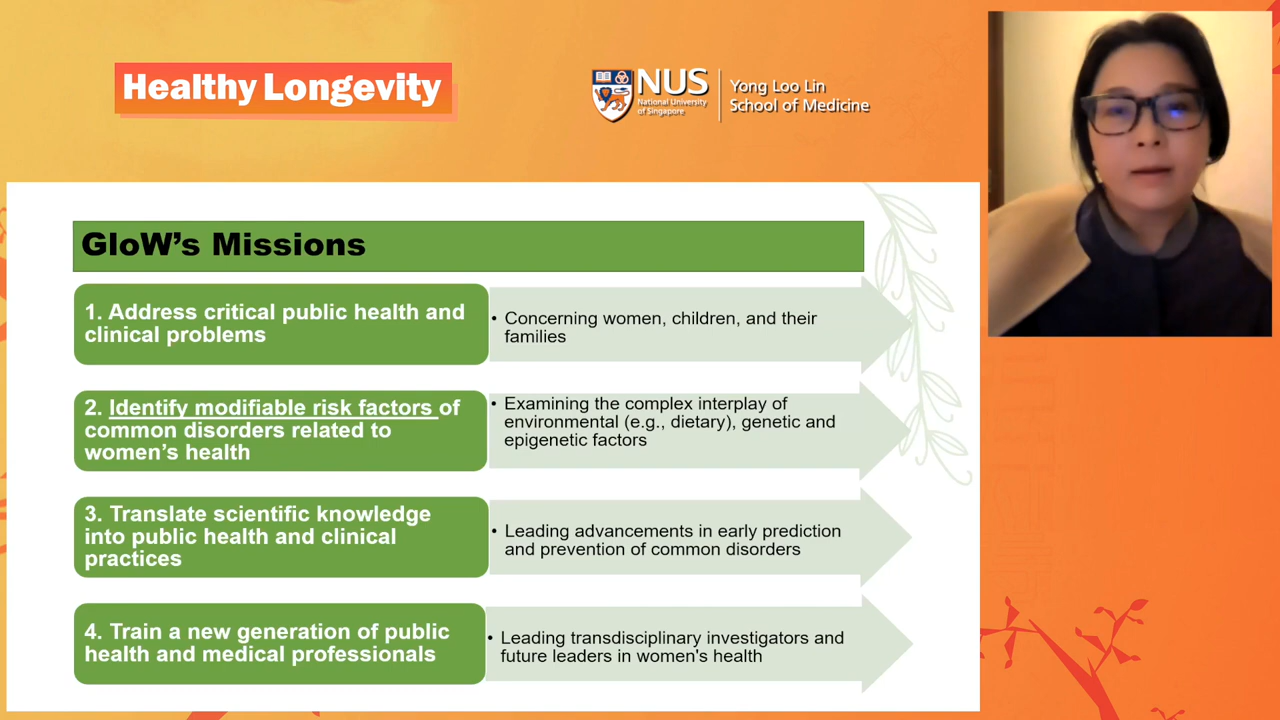 Healthy Longevity
NUS
National University
of Singapore
Yong Loo Lin
School of Medicine
GloW’s Missions
1. Address critical public health and
clinical problems
• Concerning women, children, and their
families
2. Identify modifiable risk factors of
common disorders related to
women’s health
• Examining the complex interplay of
environmental (e.g., dietary), genetic and
epigenetic factors
3. Translate scientific knowledge
into public health and clinical
practices
• Leading advancements in early prediction
and prevention of common disorders
4. Train a new generation of public
health and medical professionals
• Leading transdisciplinary investigators and
future leaders in women's health